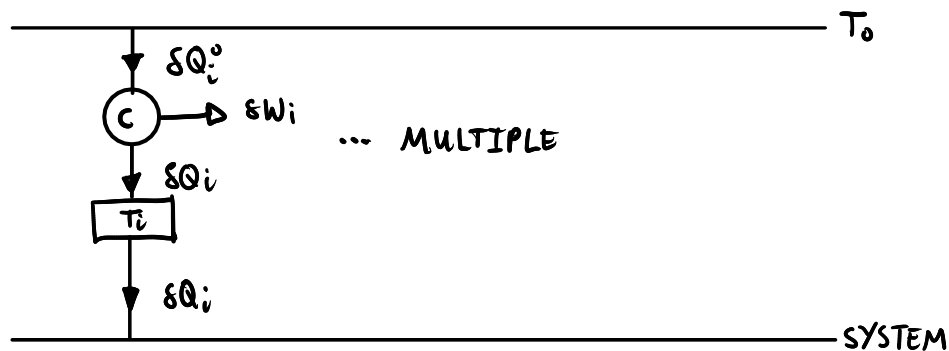 T₀
δQᵢ⁰
C
δWᵢ
... MULTIPLE
δQᵢ
Tᵢ
δQᵢ
SYSTEM